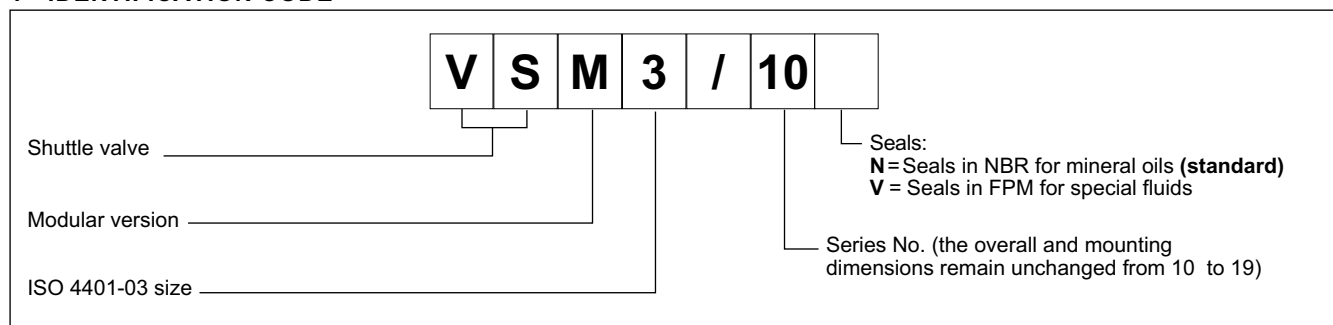 V S M 3 / 10
Shuttle valve
Modular version
ISO 4401-03 size
Seals:
N = Seals in NBR for mineral oils (standard)
V = Seals in FPM for special fluids
Series No. (the overall and mounting
dimensions remain unchanged from 10 to 19)